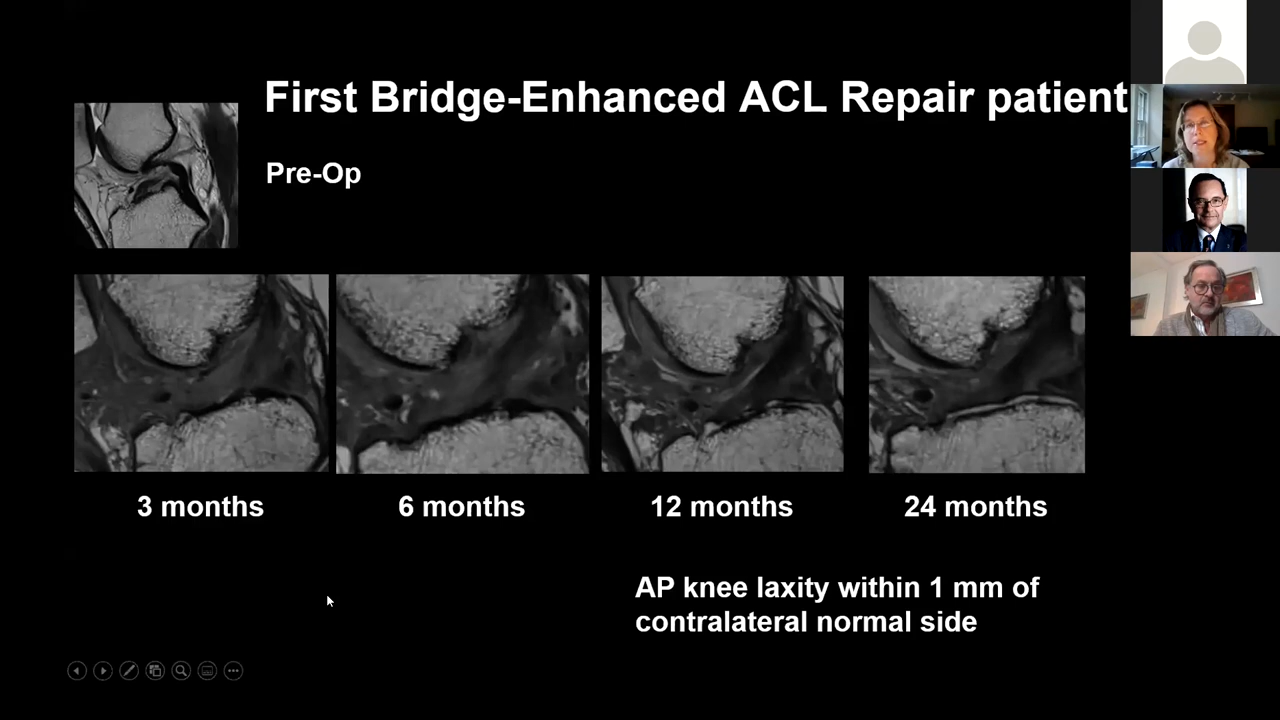 First Bridge-Enhanced ACL Repair patient
Pre-Op
3 months
6 months
12 months
24 months
AP knee laxity within 1 mm of
contralateral normal side